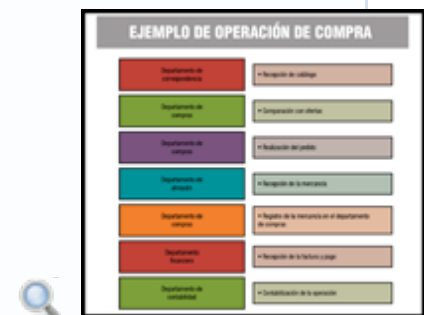 EJEMPLO DE OPERACIÓN DE COMPRA
Departamento de
correspondencia
• Recepción de catálogo
Departamento de
compras
• Comparación con ofertas
Departamento de
compras
• Realización del pedido
Departamento de
almacén
• Recepción de la mercancía
Departamento de
compras
• Registro de la mercancía en el departamento
de compras
Departamento
financiero
• Recepción de la factura y pago
Departamento de
contabilidad
• Contabilización de la operación